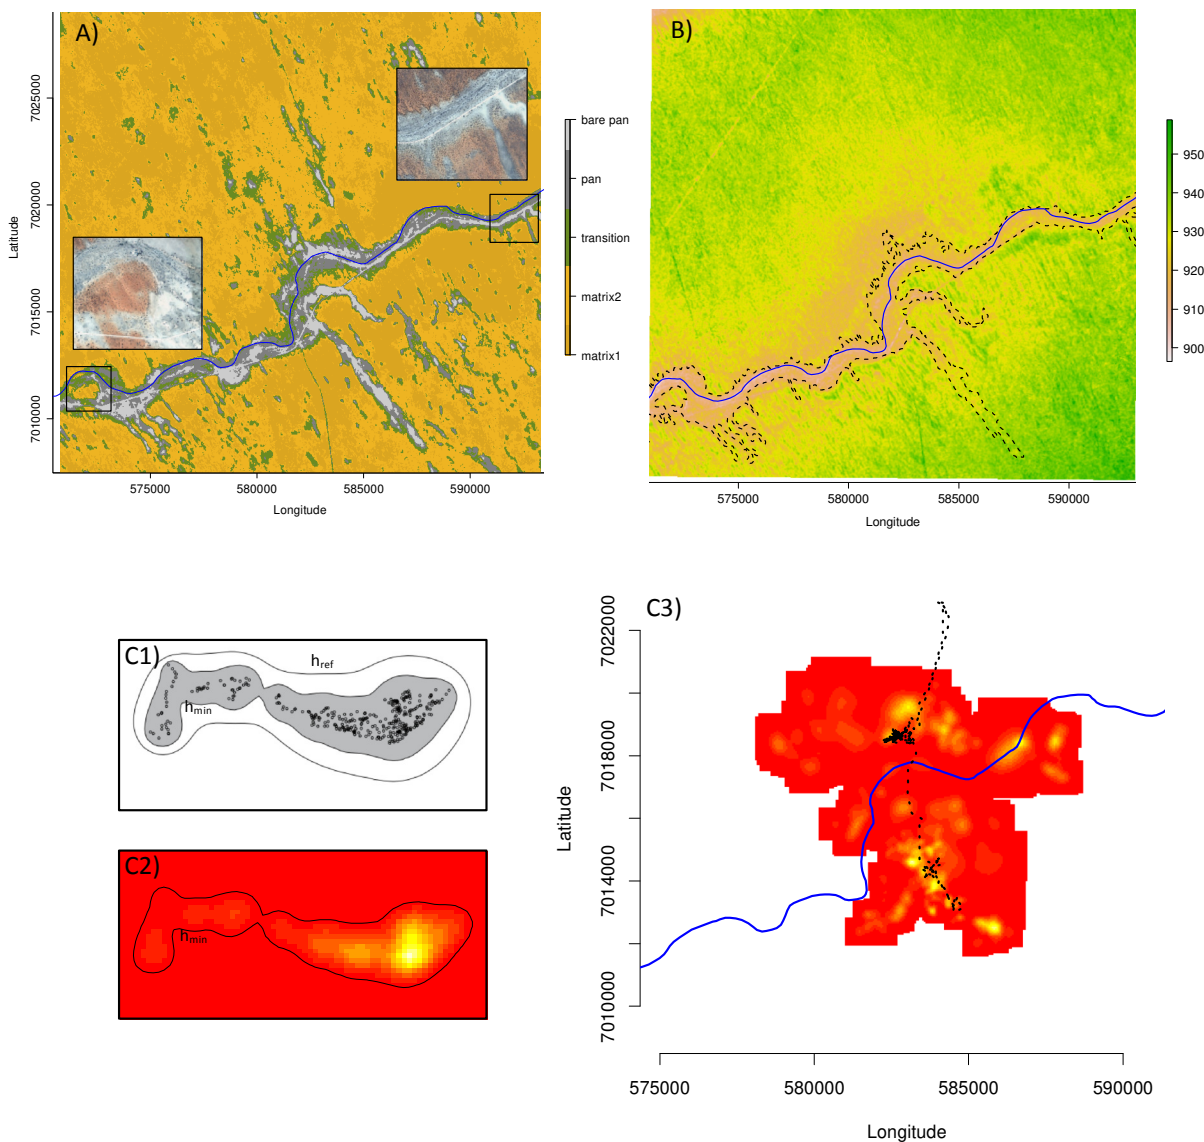 A)
7025000
7020000
7015000
7010000
Latitude
575000
580000
585000
590000
Longitude
bare pan
pan
transition
matrix2
matrix1
B)
575000
580000
585000
590000
Longitude
950
940
930
920
910
900
C1)
href
hmin
C2)
hmin
C3)
7022000
7018000
7014000
7010000
Latitude
575000
580000
585000
590000
Longitude